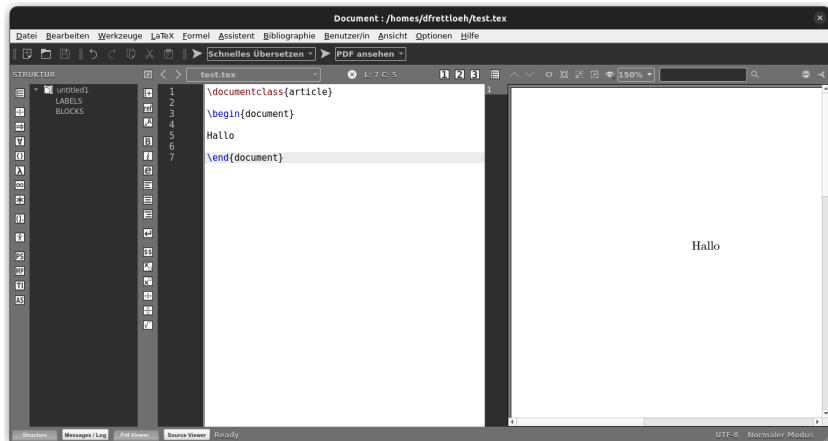 Document : /homes/dfrettloeh/test.tex
Datei Bearbeiten Werkzeuge LaTeX Formel Assistent Bibliographie Benutzer/in Ansicht Optionen Hilfe
Schnelles Übersetzen PDF ansehen
STRUKTUR test.tex L: 7 C: 5 1 2 3 150%
untitled1
LABELS
BLOCKS
1 \documentclass{article}
2
3 \begin{document}
4
5 Hallo
6
7 \end{document}
1
Hallo
Structure Messages / Log Pdf Viewer Source Viewer Ready UTF-8 Normaler Modus